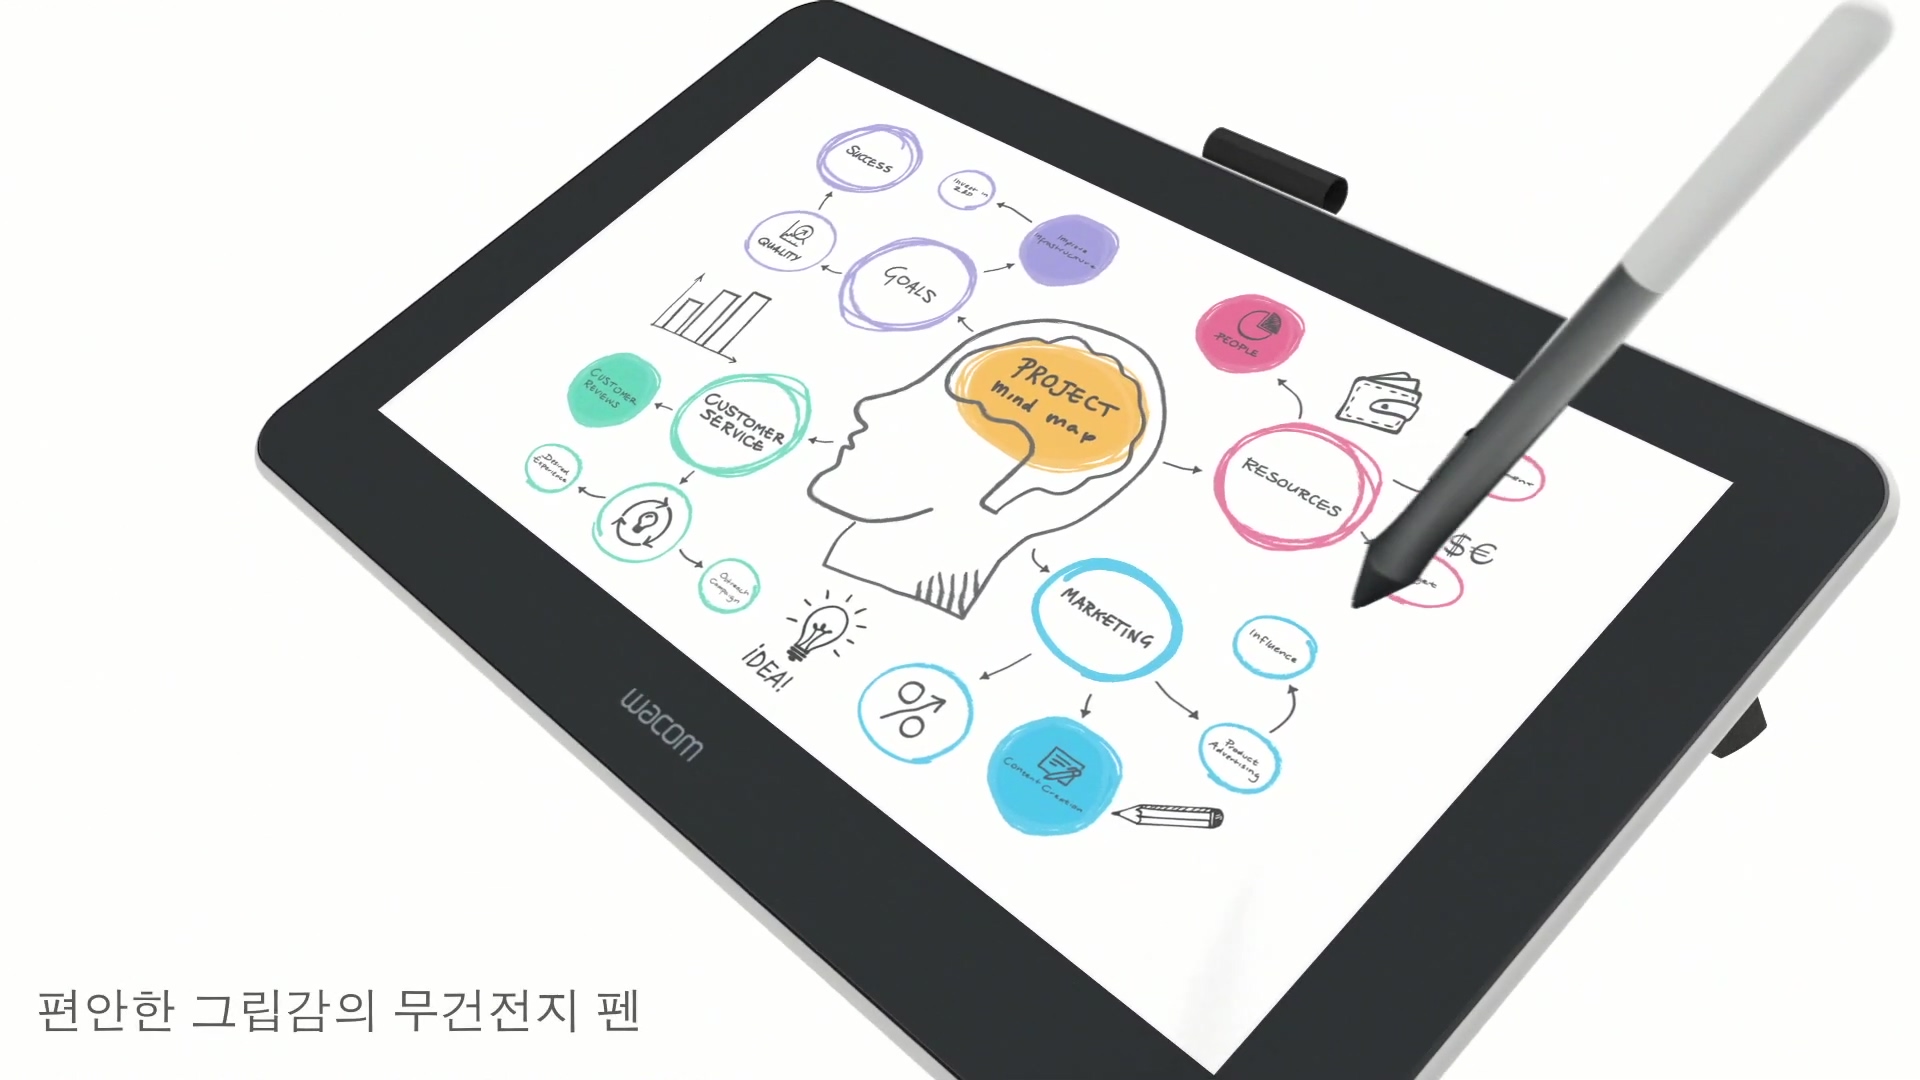 SUCCESS
Invest in
R&D
QUALITY
GOALS
Improve
Infrastructure
PEOPLE
PROJECT
mind map
CUSTOMER
REVIEWS
CUSTOMER
SERVICE
RESOURCES
Desired
Experience
$€
Outreach
Campaign
MARKETING
Influence
iDEA!
%
Product
Advertising
Content Creation
wacom
편안한 그립감의 무건전지 펜